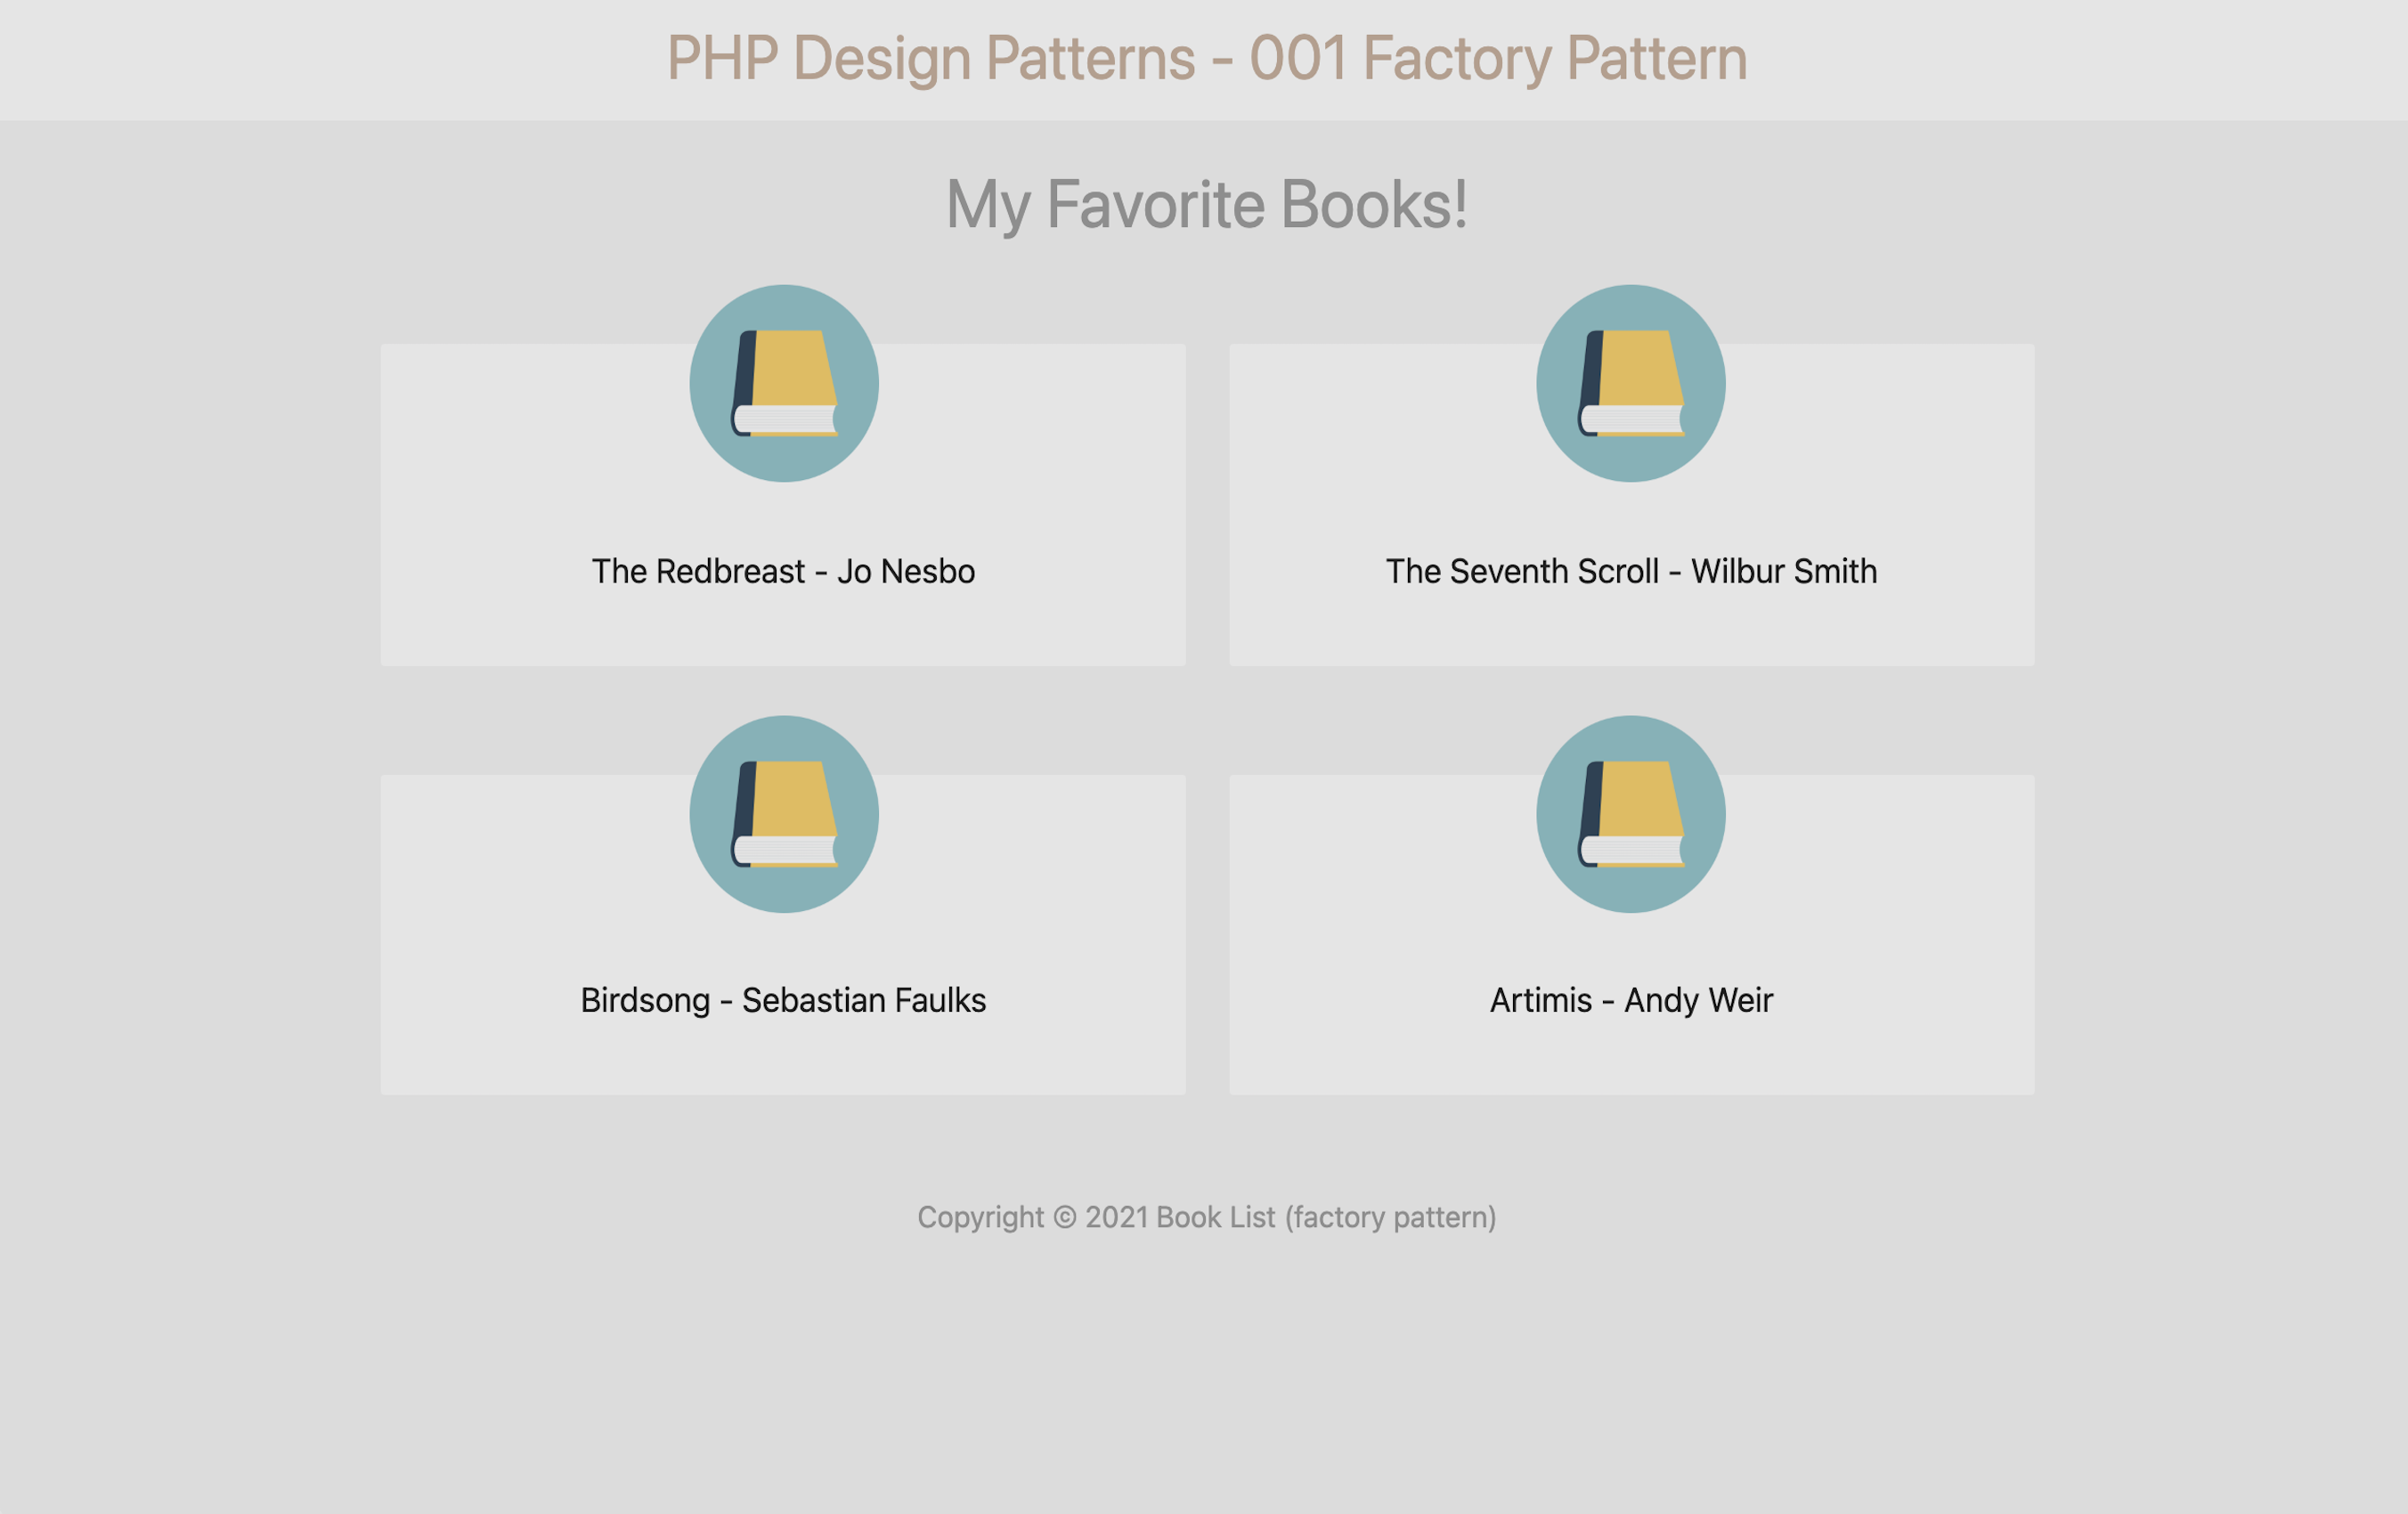 PHP Design Patterns - 001 Factory Pattern
My Favorite Books!
The Redbreast - Jo Nesbo
The Seventh Scroll - Wilbur Smith
Birdsong - Sebastian Faulks
Artimis - Andy Weir
Copyright © 2021 Book List (factory pattern)